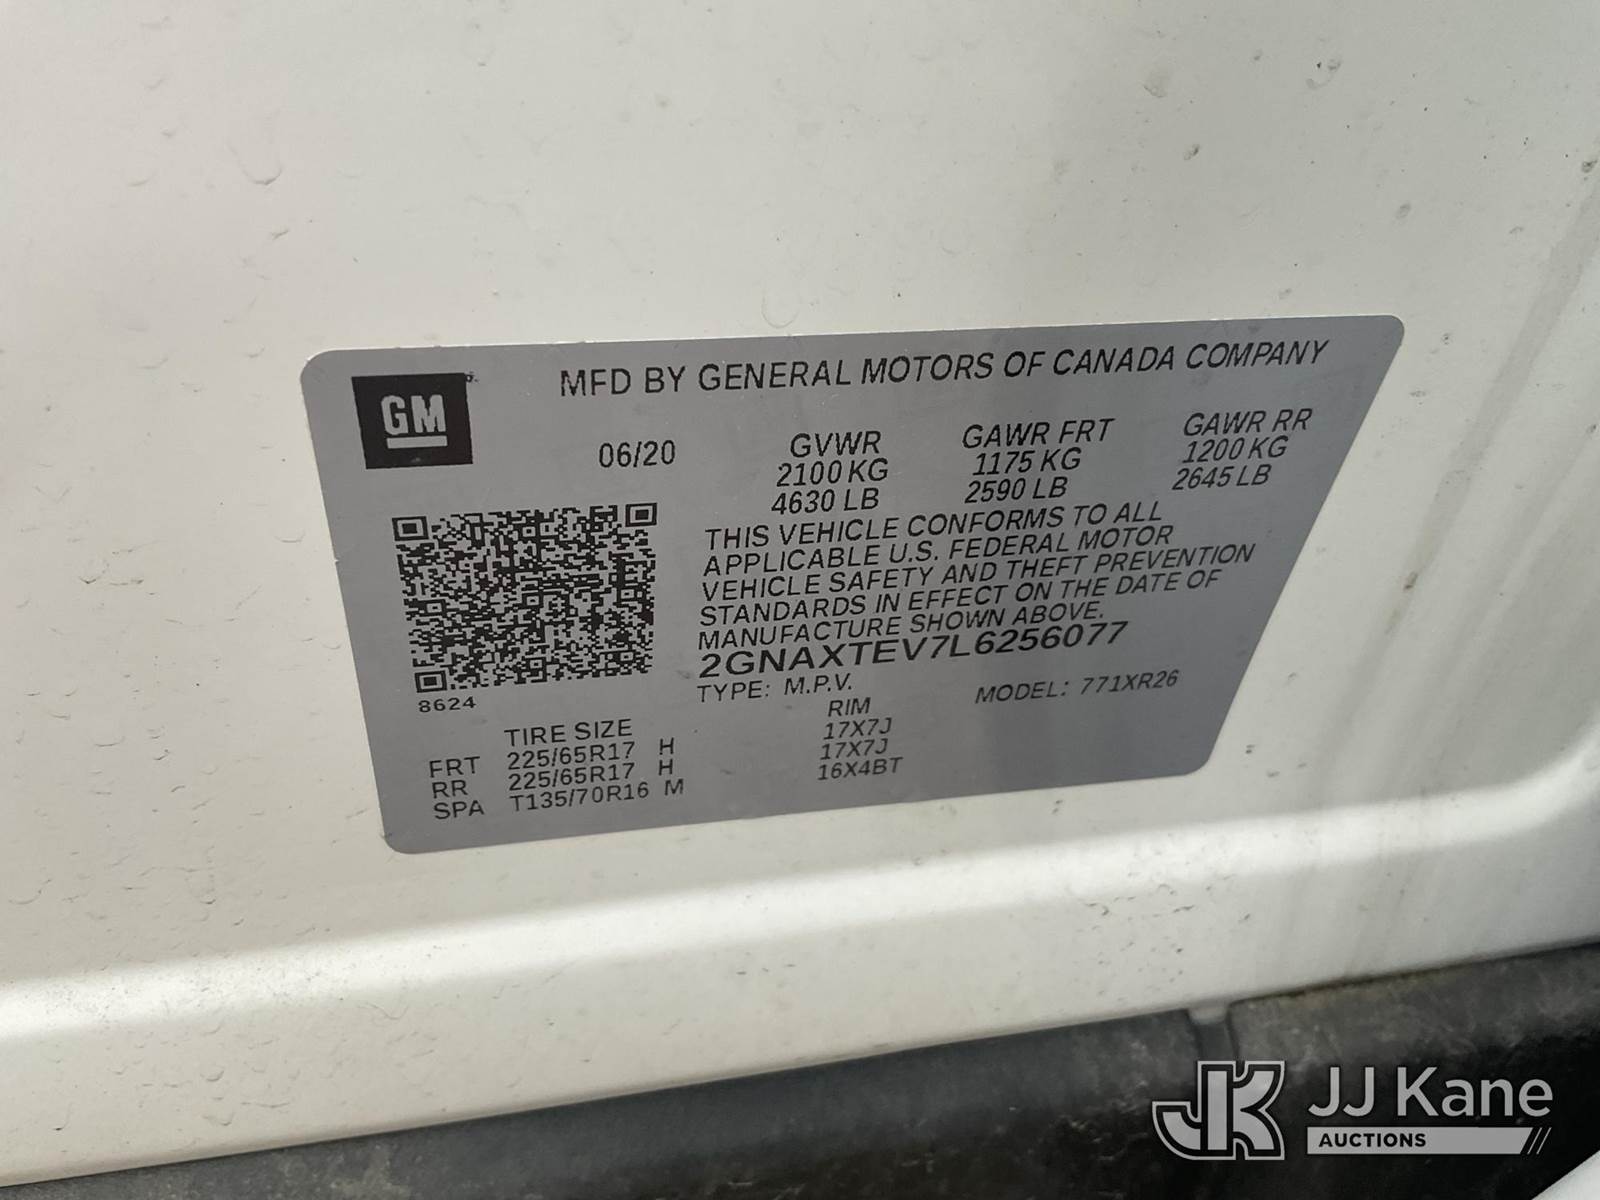 MFD BY GENERAL MOTORS OF CANADA COMPANY
GM
06/20 GVWR GAWR FRT GAWR RR
2100 KG 1175 KG 1200 KG
4630 LB 2590 LB 2645 LB
THIS VEHICLE CONFORMS TO ALL
APPLICABLE U.S. FEDERAL MOTOR
VEHICLE SAFETY AND THEFT PREVENTION
STANDARDS IN EFFECT ON THE DATE OF
MANUFACTURE SHOWN ABOVE.
2GNAXTEV7L6256077
8624 TYPE: M.P.V. MODEL: 771XR26
TIRE SIZE RIM
FRT 225/65R17 H 17X7J
RR 225/65R17 H 17X7J
SPA T135/70R16 M 16X4BT
JK JJ Kane
AUCTIONS